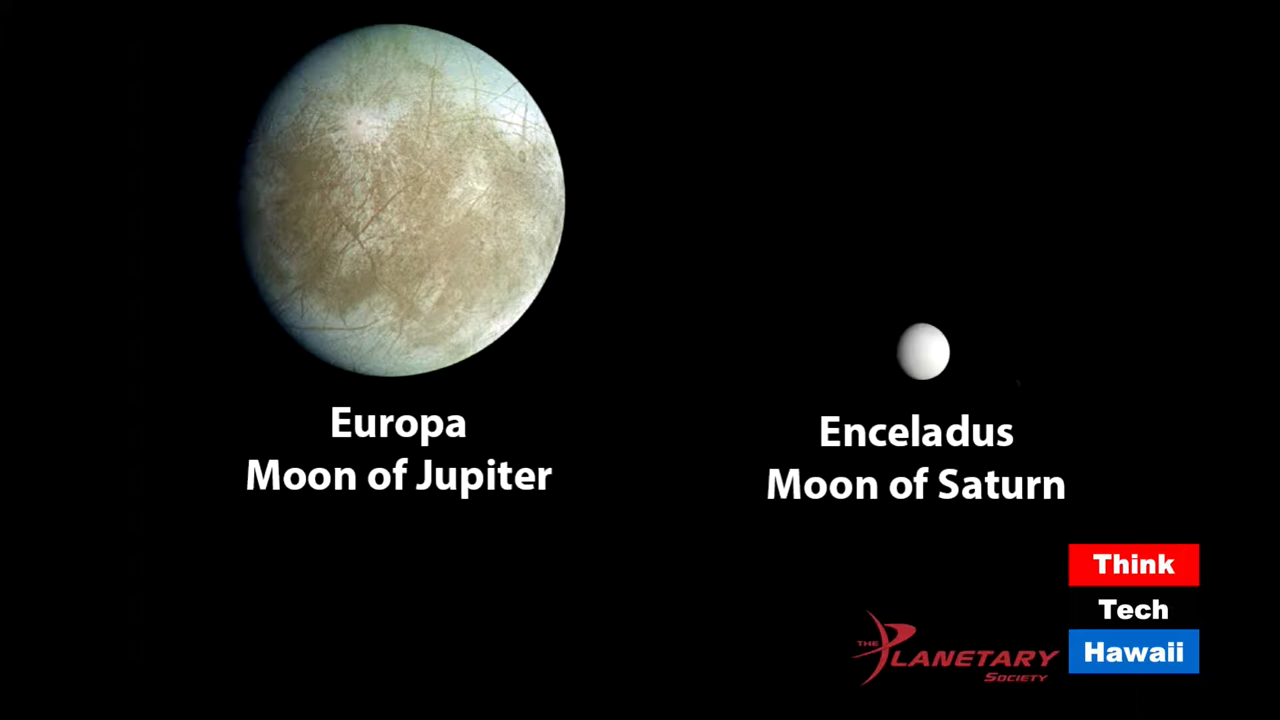 Europa
Moon of Jupiter
Enceladus
Moon of Saturn
Think
Tech
Hawaii
THE PLANETARY
SOCIETY